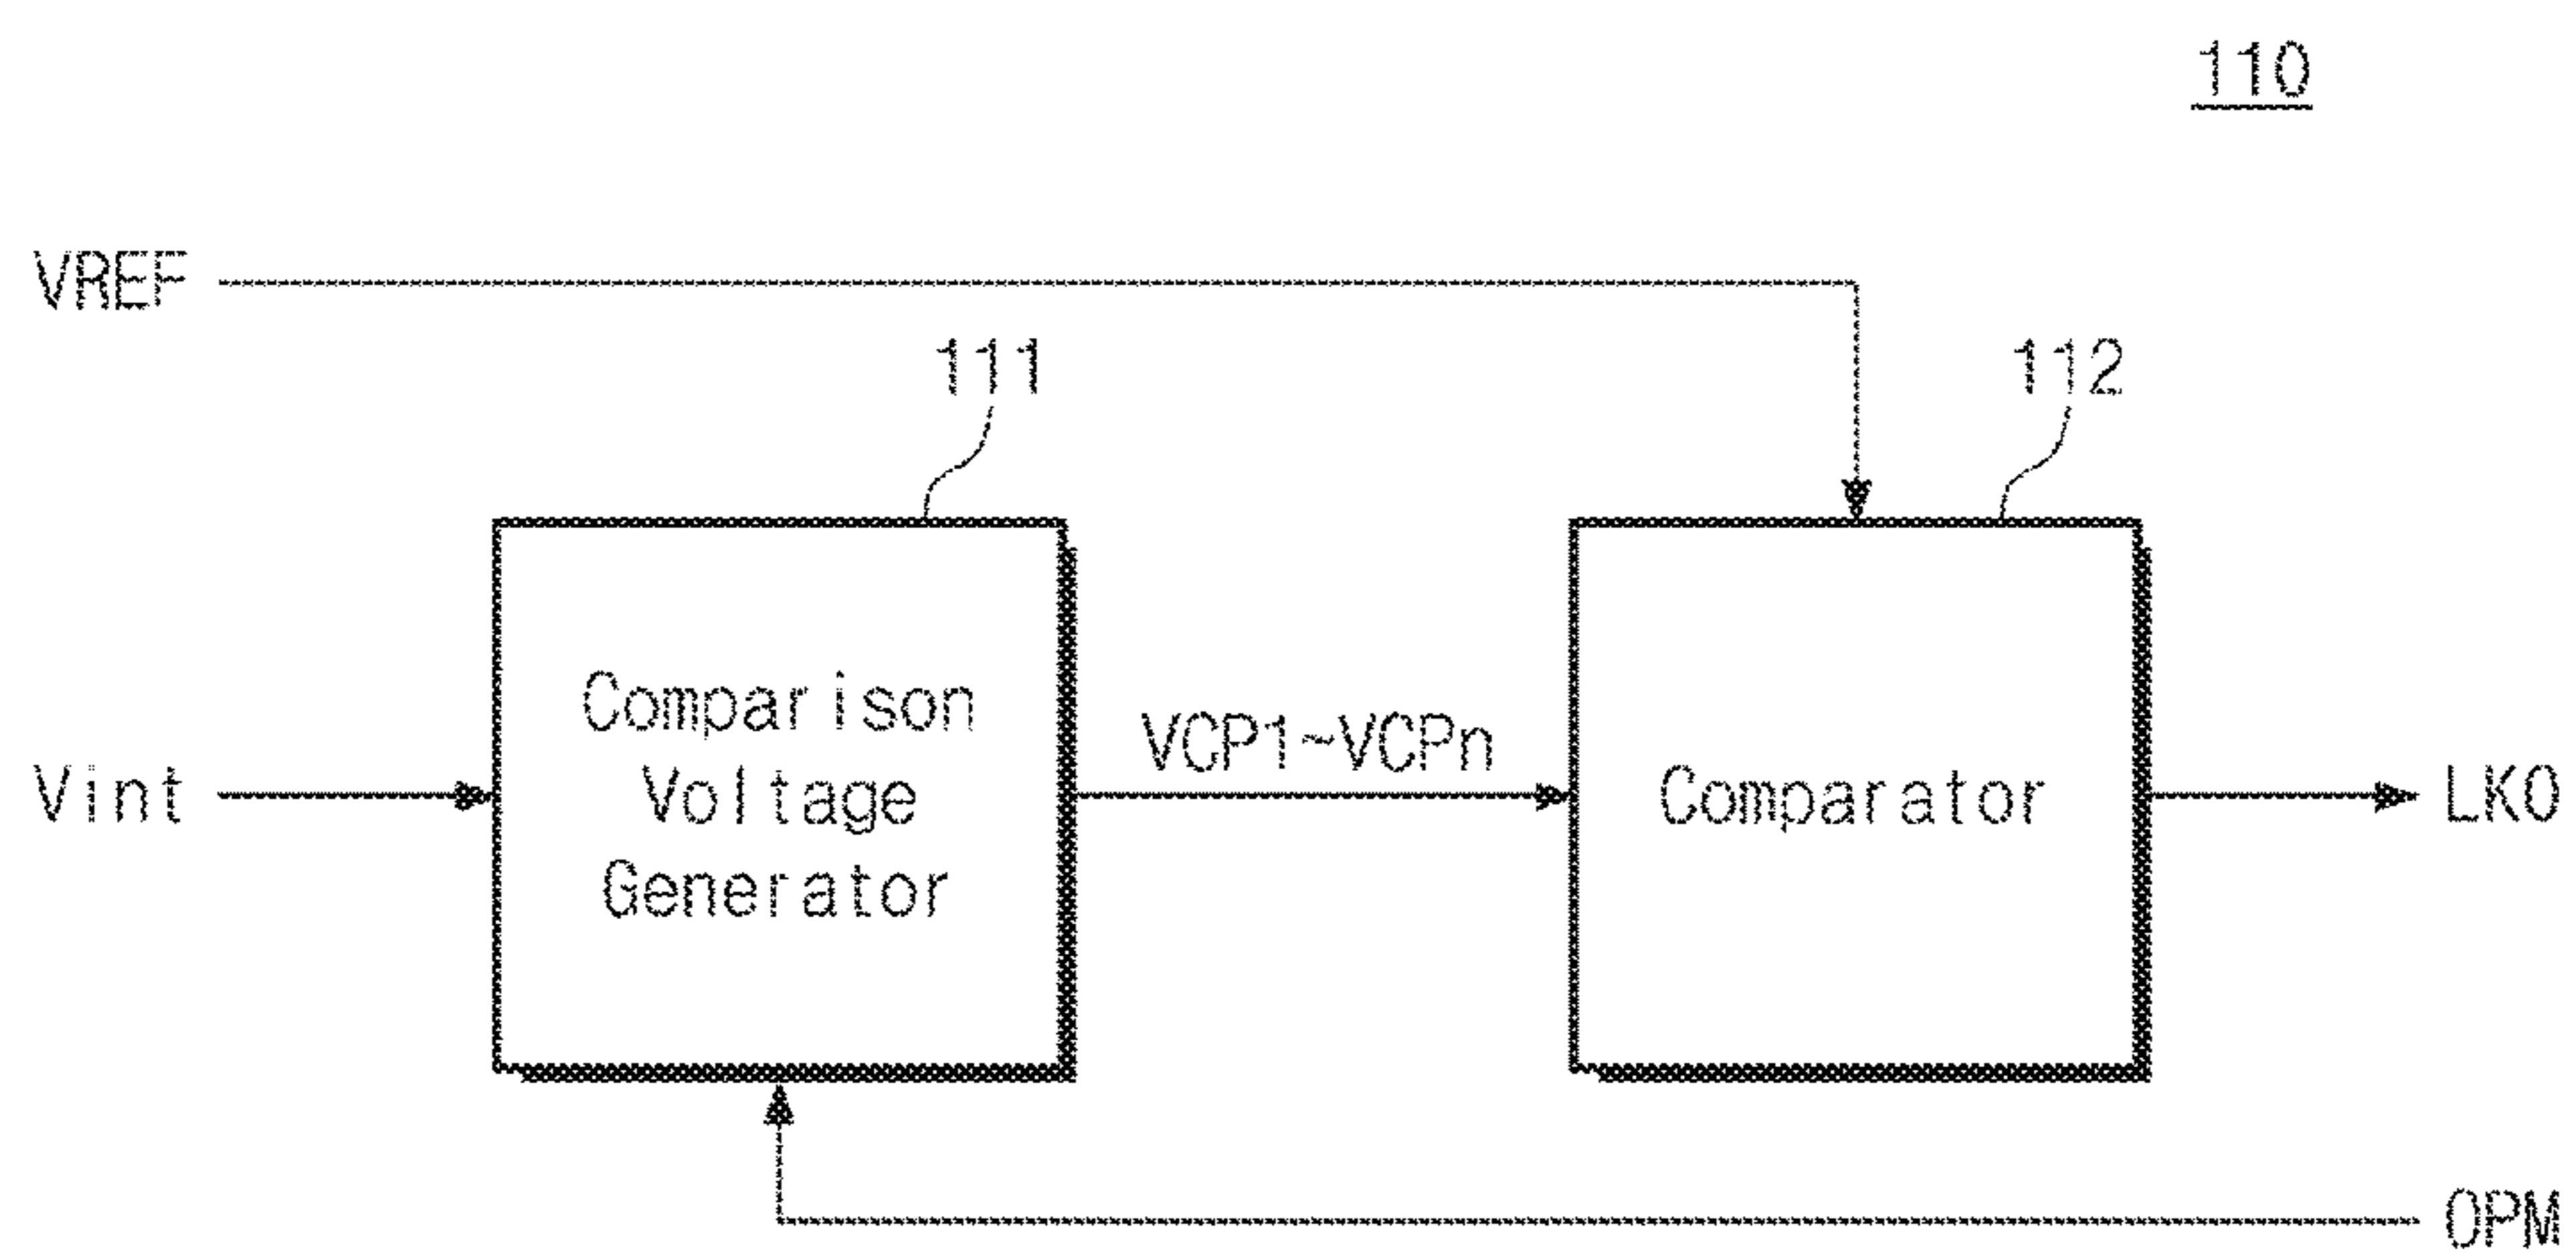 110
VREF
111
112
Comparison
Voltage
Generator
Vint
VCP1~VCPn
Comparator
LKO
OPM